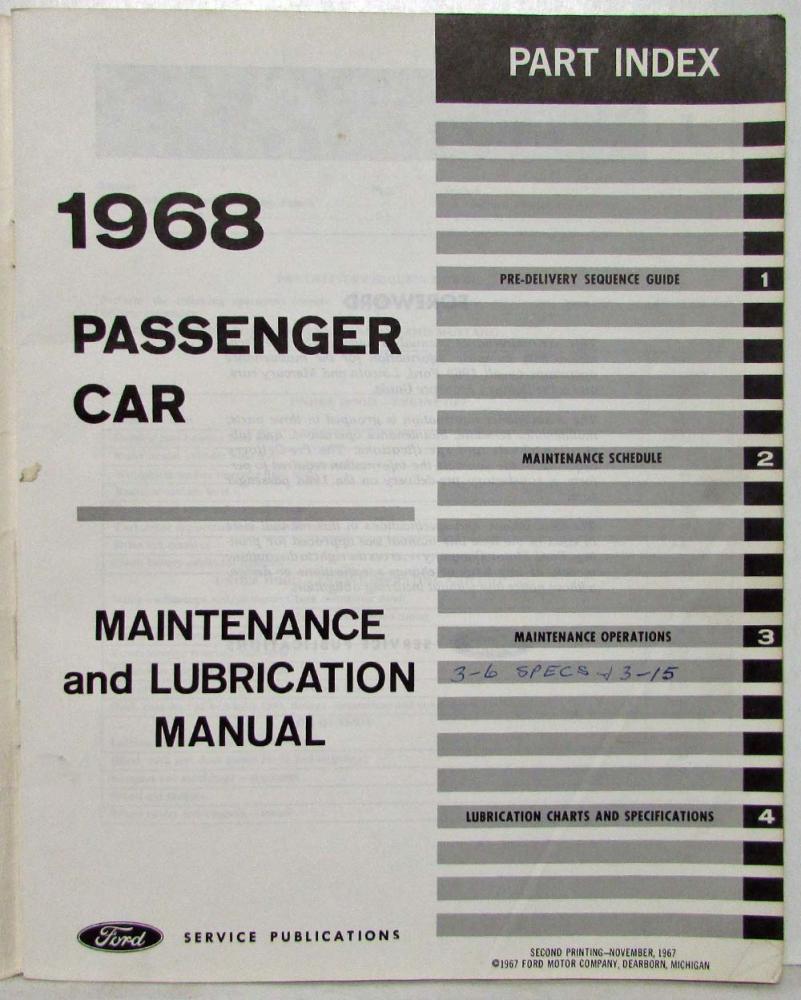 PART INDEX
1968
PASSENGER
CAR
MAINTENANCE
and LUBRICATION
MANUAL
Ford SERVICE PUBLICATIONS
PRE-DELIVERY SEQUENCE GUIDE 1
MAINTENANCE SCHEDULE 2
MAINTENANCE OPERATIONS 3
3-6 SPECS + 3-15
LUBRICATION CHARTS AND SPECIFICATIONS 4
SECOND PRINTING—NOVEMBER, 1967
©1967 FORD MOTOR COMPANY, DEARBORN, MICHIGAN
FOREWORD